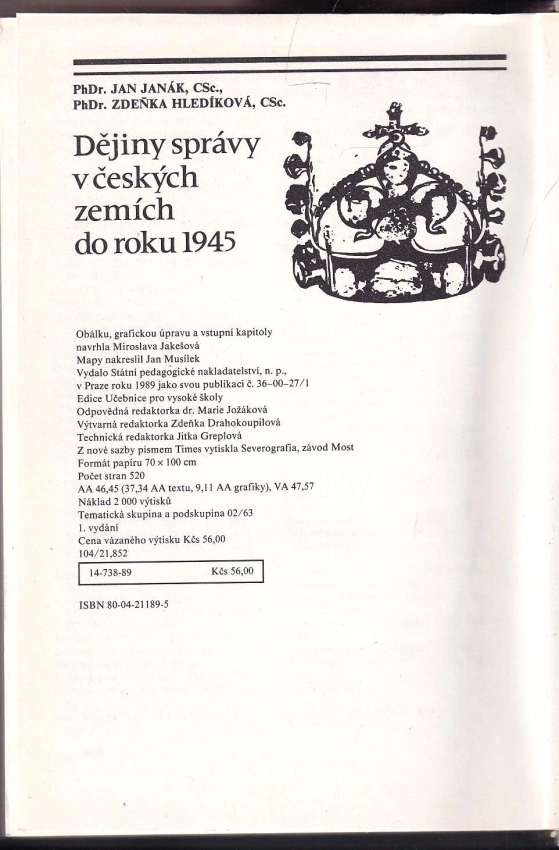 PhDr. JAN JANÁK, CSc.,
PhDr. ZDEŇKA HLEDÍKOVÁ, CSc.
Dějiny správy
v českých
zemích
do roku 1945
Obálku, grafickou úpravu a vstupní kapitoly
navrhla Miroslava Jakešová
Mapy nakreslil Jan Musílek
Vydalo Státní pedagogické nakladatelství, n. p.,
v Praze roku 1989 jako svou publikaci č. 36–00–27/1
Edice Učebnice pro vysoké školy
Odpovědná redaktorka dr. Marie Jožáková
Výtvarná redaktorka Zdeňka Drahokoupilová
Technická redaktorka Jitka Greplová
Z nové sazby písmem Times vytiskla Severografia, závod Most
Formát papíru 70 × 100 cm
Počet stran 520
AA 46,45 (37,34 AA textu, 9,11 AA grafiky), VA 47,57
Náklad 2 000 výtisků
Tematická skupina a podskupina 02/63
1. vydání
Cena vázaného výtisku Kčs 56,00
104/21,852
14-738-89 Kčs 56,00
ISBN 80-04-21189-5